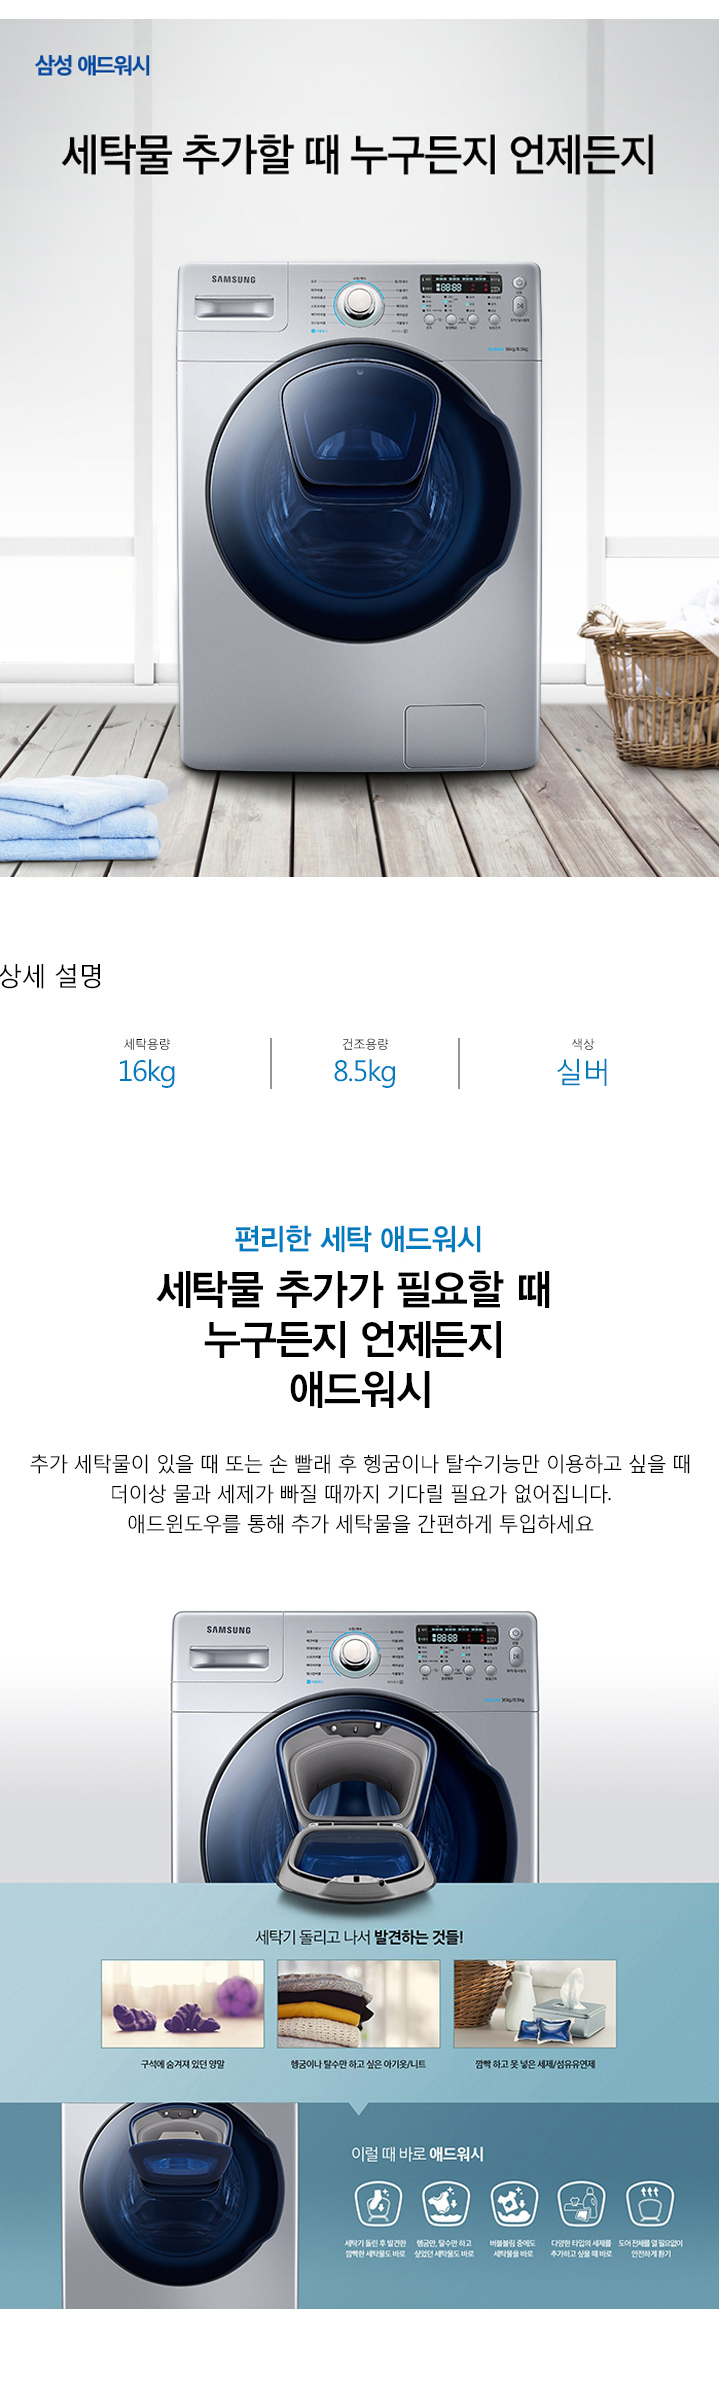 삼성 애드워시
세탁물 추가할 때 누구든지 언제든지
SAMSUNG
16kg/8.5kg
상세 설명
세탁용량
16kg
건조용량
8.5kg
색상
실버
편리한 세탁 애드워시
세탁물 추가가 필요할 때
누구든지 언제든지
애드워시
추가 세탁물이 있을 때 또는 손 빨래 후 헹굼이나 탈수기능만 이용하고 싶을 때
더이상 물과 세제가 빠질 때까지 기다릴 필요가 없어집니다.
애드윈도우를 통해 추가 세탁물을 간편하게 투입하세요
SAMSUNG
16kg/8.5kg
세탁기 돌리고 나서 발견하는 것들!
구석에 숨겨져 있던 양말
헹굼이나 탈수만 하고 싶은 아기옷/니트
깜빡 하고 못 넣은 세제/섬유유연제
이럴 때 바로 애드워시
세탁기 돌린 후 발견한
깜빡한 세탁물도 바로
헹굼만, 탈수만 하고
싶었던 세탁물도 바로
버블불림 중에도
세탁물을 바로
다양한 타입의 세제를
추가하고 싶을 때 바로
도어 전체를 열 필요없이
안전하게 환기